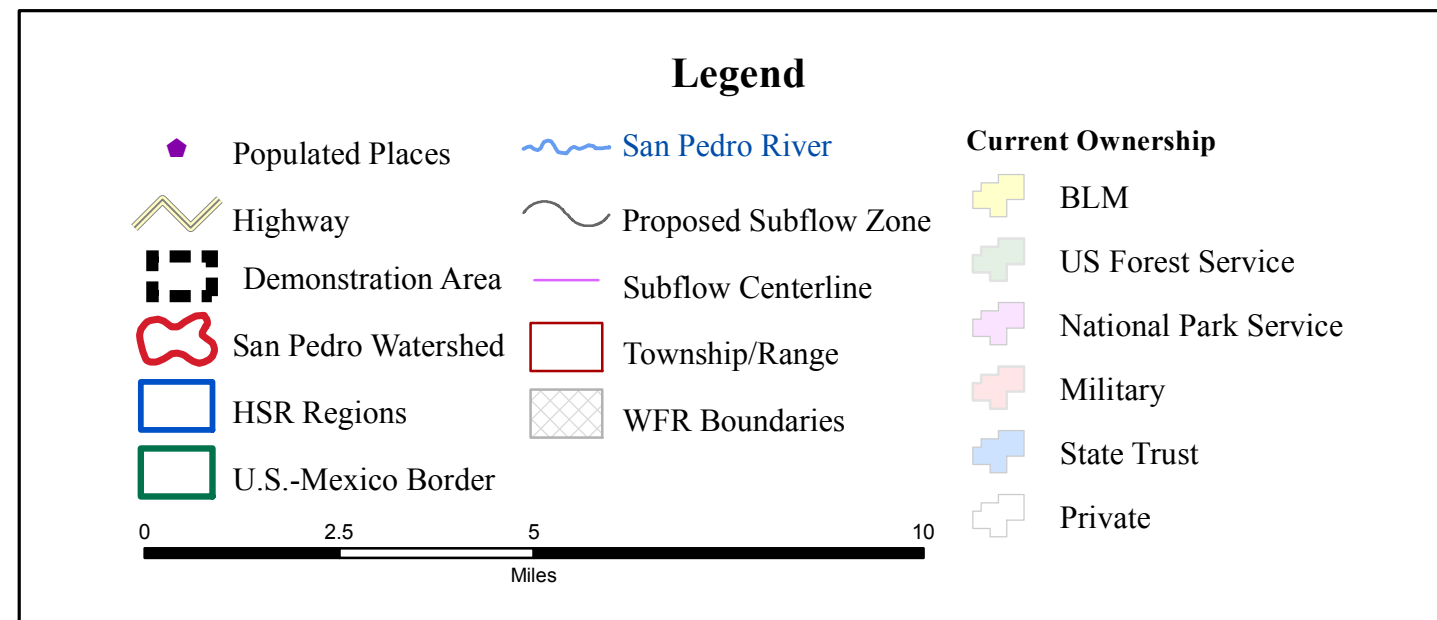 Legend
Populated Places
Highway
Demonstration Area
San Pedro Watershed
HSR Regions
U.S.-Mexico Border
San Pedro River
Proposed Subflow Zone
Subflow Centerline
Township/Range
WFR Boundaries
Current Ownership
BLM
US Forest Service
National Park Service
Military
State Trust
Private
0 2.5 5 10
Miles